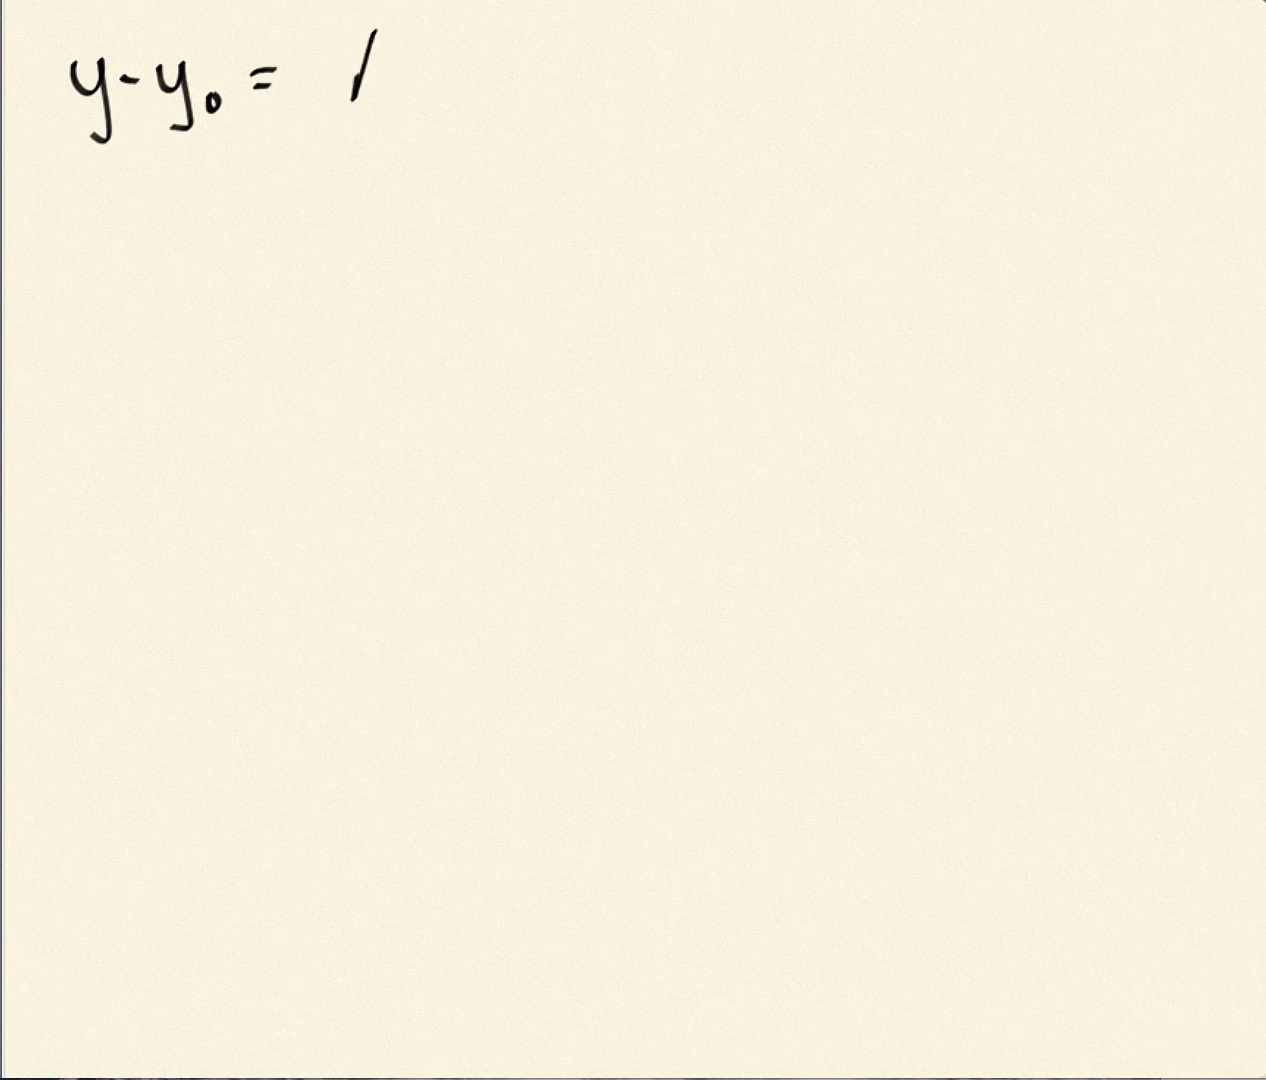 y - y₀ = /